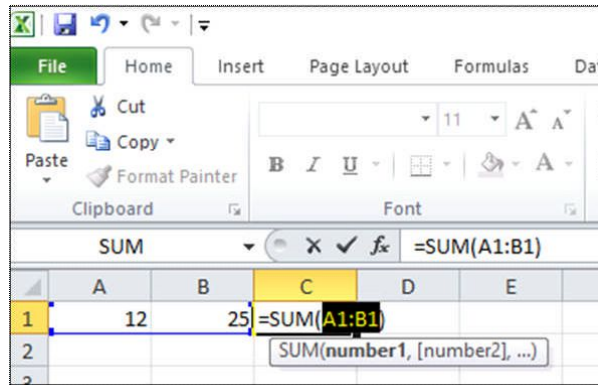 File Home Insert Page Layout Formulas Da
Cut
Copy
Format Painter
Paste
11 A A
B I U A
Clipboard Font
SUM fx =SUM(A1:B1)
A B C D E
1 12 25 =SUM(A1:B1)
2 SUM(number1, [number2], ...)
3